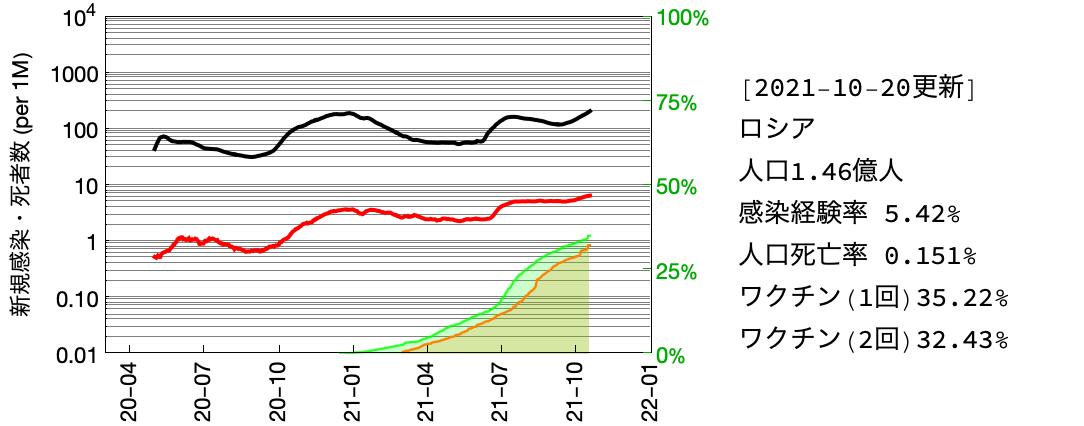 新規感染・死者数 (per 1M)
10^4
1000
100
10
1
0.10
0.01
100%
75%
50%
25%
0%
20-04
20-07
20-10
21-01
21-04
21-07
21-10
22-01
[2021-10-20更新]
ロシア
人口1.46億人
感染経験率 5.42%
人口死亡率 0.151%
ワクチン(1回)35.22%
ワクチン(2回)32.43%